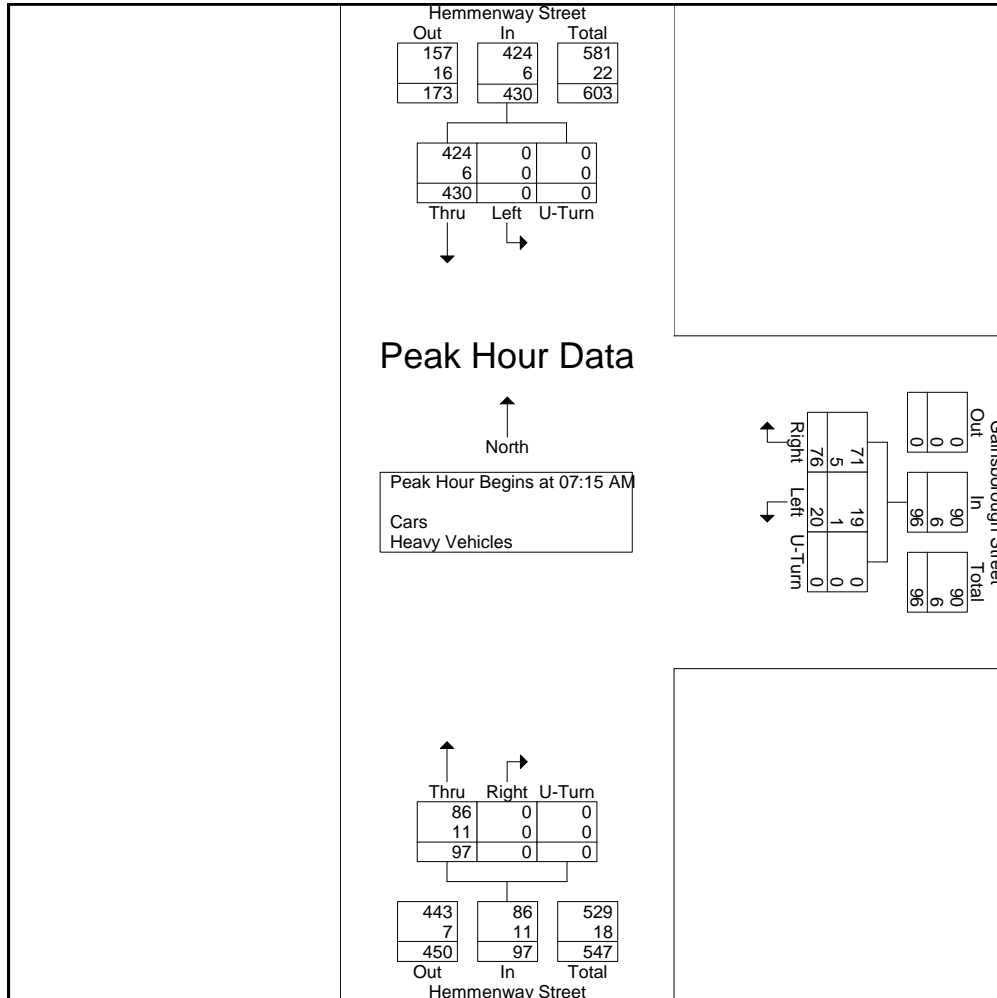 Hemmenway Street
Out In Total
157 424 581
16 6 22
173 430 603
424 0 0
6 0 0
430 0 0
Thru Left U-Turn
Peak Hour Data
North
Peak Hour Begins at 07:15 AM
Cars
Heavy Vehicles
Gainsborough Street
Out In Total
0 90 90
0 6 6
0 96 96
71 19 0
5 1 0
76 20 0
Right Left U-Turn
Thru Right U-Turn
86 0 0
11 0 0
97 0 0
443 86 529
7 11 18
450 97 547
Out In Total
Hemmenway Street